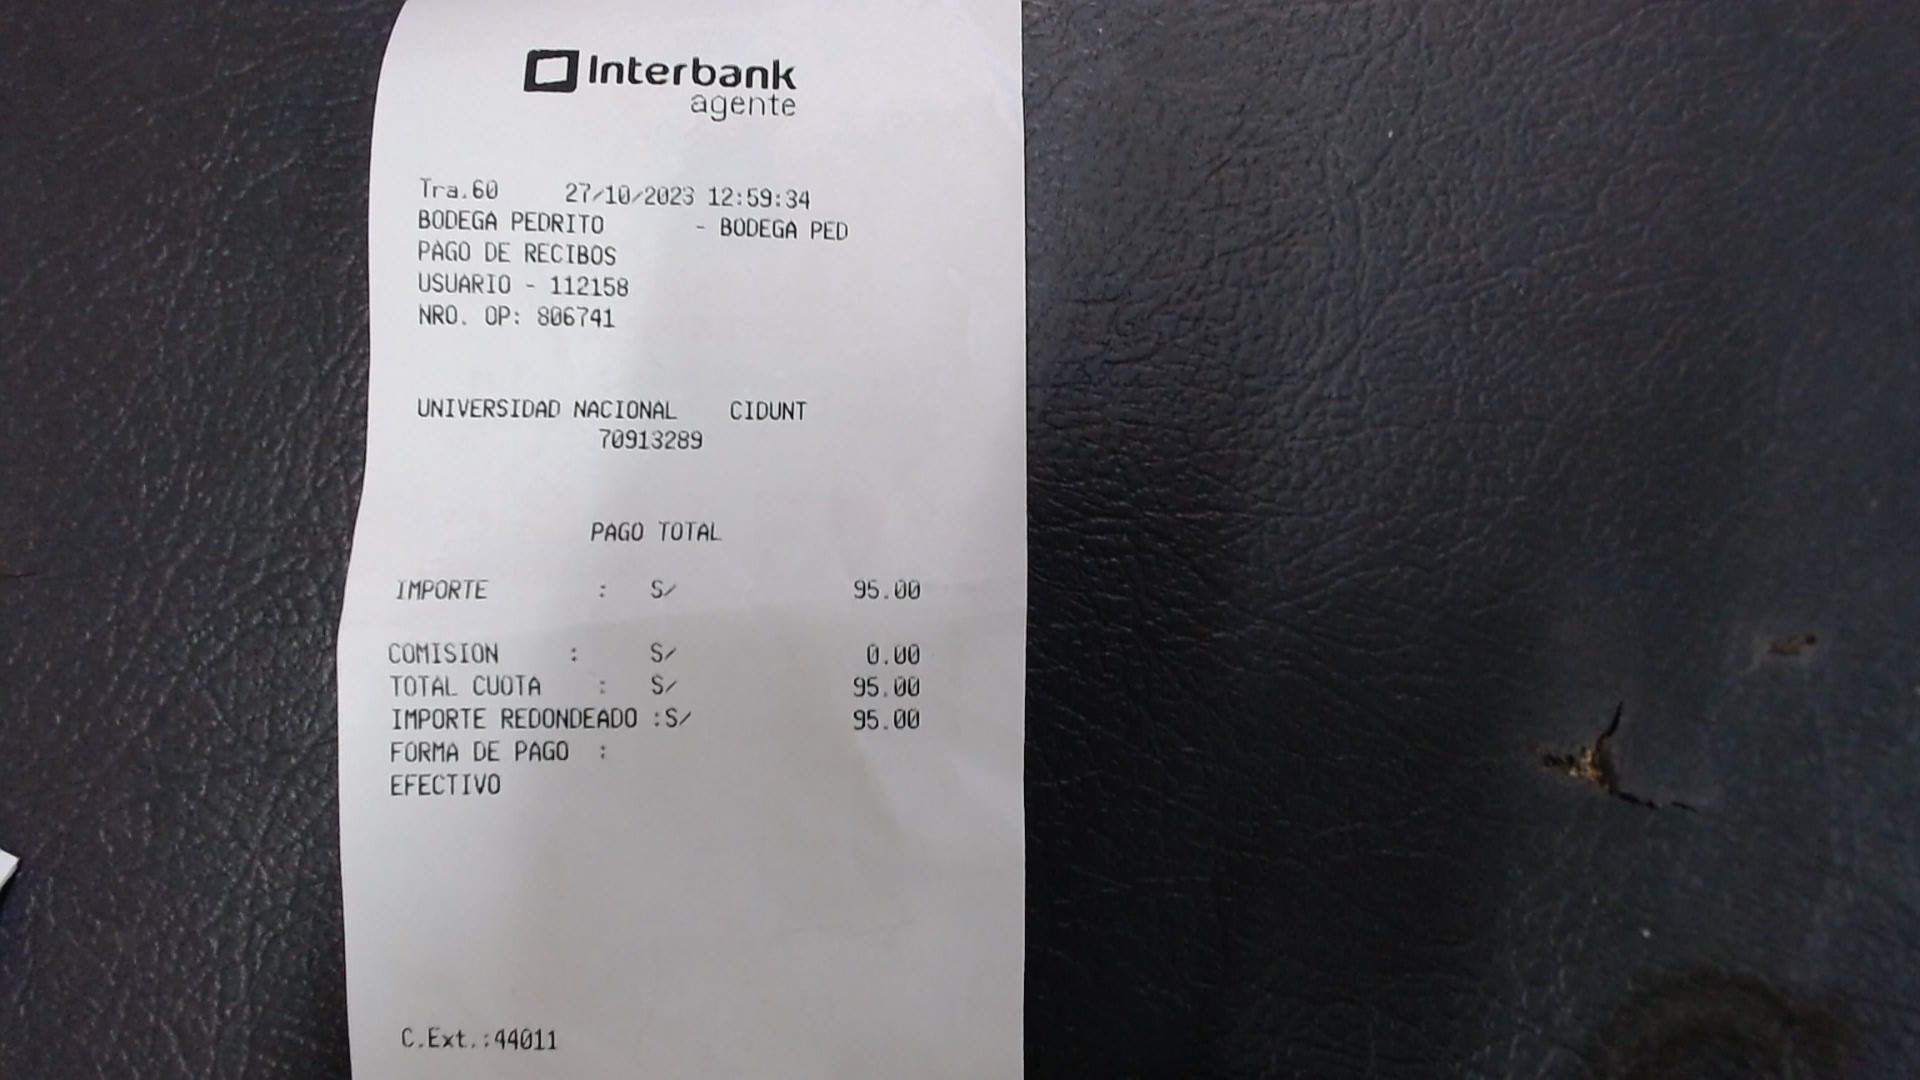 Interbank
agente
Tra.60 27/10/2023 12:59:34
BODEGA PEDRITO - BODEGA PED
PAGO DE RECIBOS
USUARIO - 112158
NRO. OP: 806741
UNIVERSIDAD NACIONAL CIDUNT
70913289
PAGO TOTAL
IMPORTE : S/ 95.00
COMISION : S/ 0.00
TOTAL CUOTA : S/ 95.00
IMPORTE REDONDEADO :S/ 95.00
FORMA DE PAGO :
EFECTIVO
C.Ext.:44011